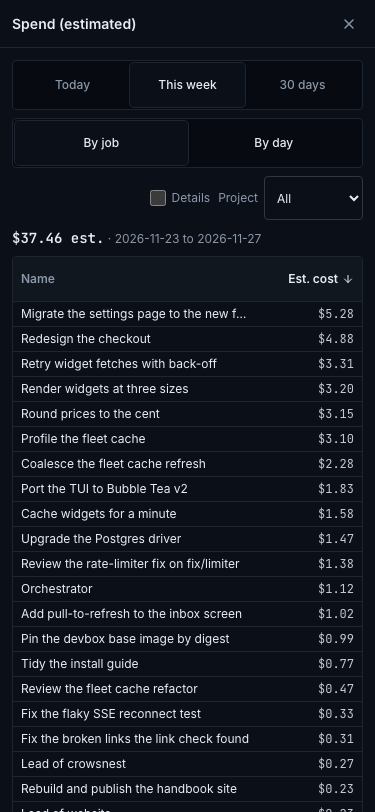 Spend (estimated) ×
Today This week 30 days
By job By day
Details Project All
$37.46 est. · 2026-11-23 to 2026-11-27
Name Est. cost ↓
Migrate the settings page to the new f… $5.28
Redesign the checkout $4.88
Retry widget fetches with back-off $3.31
Render widgets at three sizes $3.20
Round prices to the cent $3.15
Profile the fleet cache $3.10
Coalesce the fleet cache refresh $2.28
Port the TUI to Bubble Tea v2 $1.83
Cache widgets for a minute $1.58
Upgrade the Postgres driver $1.47
Review the rate-limiter fix on fix/limiter $1.38
Orchestrator $1.12
Add pull-to-refresh to the inbox screen $1.02
Pin the devbox base image by digest $0.99
Tidy the install guide $0.77
Review the fleet cache refactor $0.47
Fix the flaky SSE reconnect test $0.33
Fix the broken links the link check found $0.31
Lead of crowsnest $0.27
Rebuild and publish the handbook site $0.23